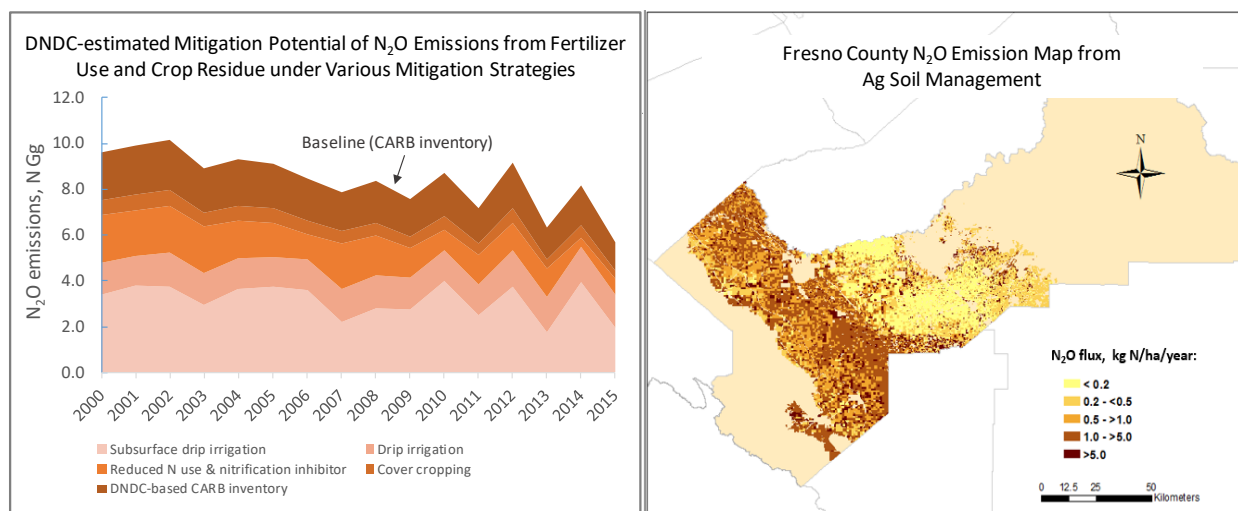 DNDC-estimated Mitigation Potential of N₂O Emissions from Fertilizer
Use and Crop Residue under Various Mitigation Strategies
N₂O emissions, N Gg
12.0
10.0
8.0
6.0
4.0
2.0
0.0
Baseline (CARB inventory)
2000
2001
2002
2003
2004
2005
2006
2007
2008
2009
2010
2011
2012
2013
2014
2015
Subsurface drip irrigation
Drip irrigation
Reduced N use & nitrification inhibitor
Cover cropping
DNDC-based CARB inventory
Fresno County N₂O Emission Map from
Ag Soil Management
N
N₂O flux, kg N/ha/year:
< 0.2
0.2 - <0.5
0.5 - >1.0
1.0 - >5.0
>5.0
0 12.5 25 50
Kilometers